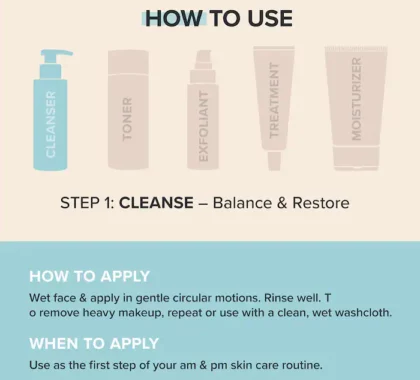 HOW TO USE
CLEANSER
TONER
EXFOLIANT
TREATMENT
MOISTURIZER
STEP 1: CLEANSE – Balance & Restore
HOW TO APPLY
Wet face & apply in gentle circular motions. Rinse well. T
o remove heavy makeup, repeat or use with a clean, wet washcloth.
WHEN TO APPLY
Use as the first step of your am & pm skin care routine.